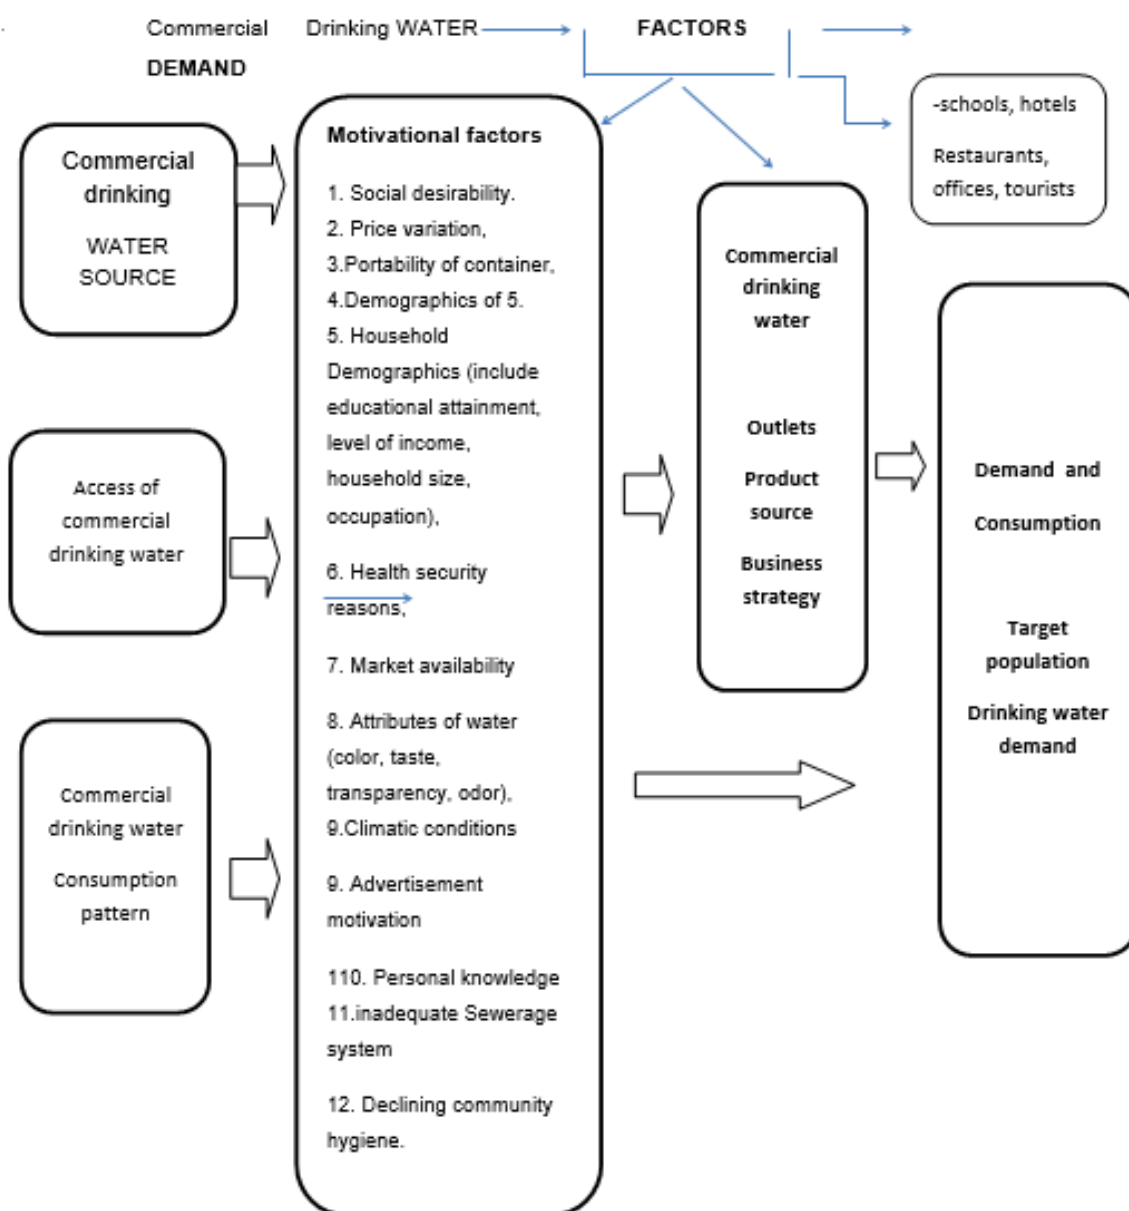 Commercial Drinking WATER FACTORS
DEMAND
Commercial
drinking
WATER
SOURCE
Access of
commercial
drinking water
Commercial
drinking water
Consumption
pattern
Motivational factors
1. Social desirability.
2. Price variation,
3.Portability of container,
4.Demographics of 5.
5. Household
Demographics (include
educational attainment,
level of income,
household size,
occupation),
6. Health security
reasons,
7. Market availability
8. Attributes of water
(color, taste,
transparency, odor),
9.Climatic conditions
9. Advertisement
motivation
110. Personal knowledge
11.inadequate Sewerage
system
12. Declining community
hygiene.
Commercial
drinking
water
Outlets
Product
source
Business
strategy
-schools, hotels
Restaurants,
offices, tourists
Demand and
Consumption
Target
population
Drinking water
demand